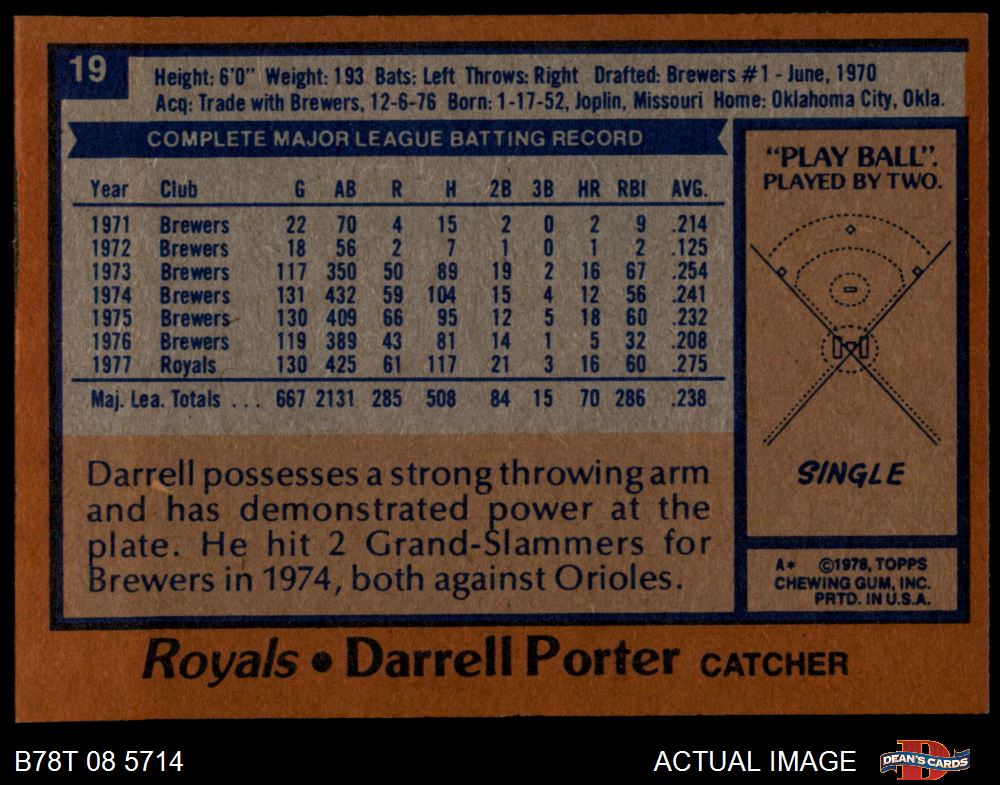 19
Height: 6'0" Weight: 193 Bats: Left Throws: Right Drafted: Brewers #1 - June, 1970
Acq: Trade with Brewers, 12-6-76 Born: 1-17-52, Joplin, Missouri Home: Oklahoma City, Okla.
COMPLETE MAJOR LEAGUE BATTING RECORD
Year Club G AB R H 2B 3B HR RBI AVG.
1971 Brewers 22 70 4 15 2 0 2 9 .214
1972 Brewers 18 56 2 7 1 0 1 2 .125
1973 Brewers 117 350 50 89 19 2 16 67 .254
1974 Brewers 131 432 59 104 15 4 12 56 .241
1975 Brewers 130 409 66 95 12 5 18 60 .232
1976 Brewers 119 389 43 81 14 1 5 32 .208
1977 Royals 130 425 61 117 21 3 16 60 .275
Maj. Lea. Totals . . . 667 2131 285 508 84 15 70 286 .238
Darrell possesses a strong throwing arm
and has demonstrated power at the
plate. He hit 2 Grand-Slammers for
Brewers in 1974, both against Orioles.
"PLAY BALL".
PLAYED BY TWO.
SINGLE
A* ©1978, TOPPS
CHEWING GUM, INC.
PRTD. IN U.S.A.
Royals • Darrell Porter CATCHER
B78T 08 5714
ACTUAL IMAGE
D
DEAN'S CARDS